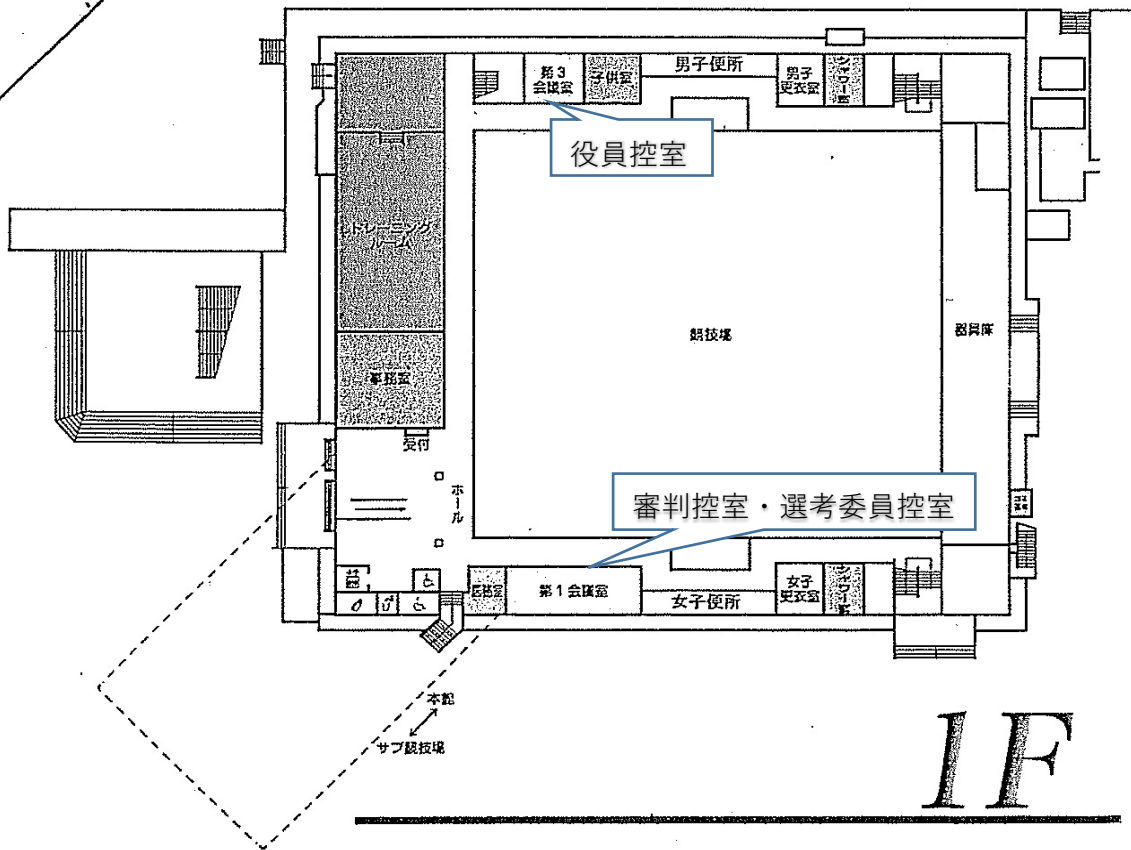 第3
会議室
子供室
男子便所
男子
更衣室
シャワー室
役員控室
トレーニング
ルーム
競技場
器具庫
事務室
受付
ホール
審判控室・選考委員控室
医務室
第1会議室
女子便所
女子
更衣室
シャワー室
本館
サブ競技場
1F